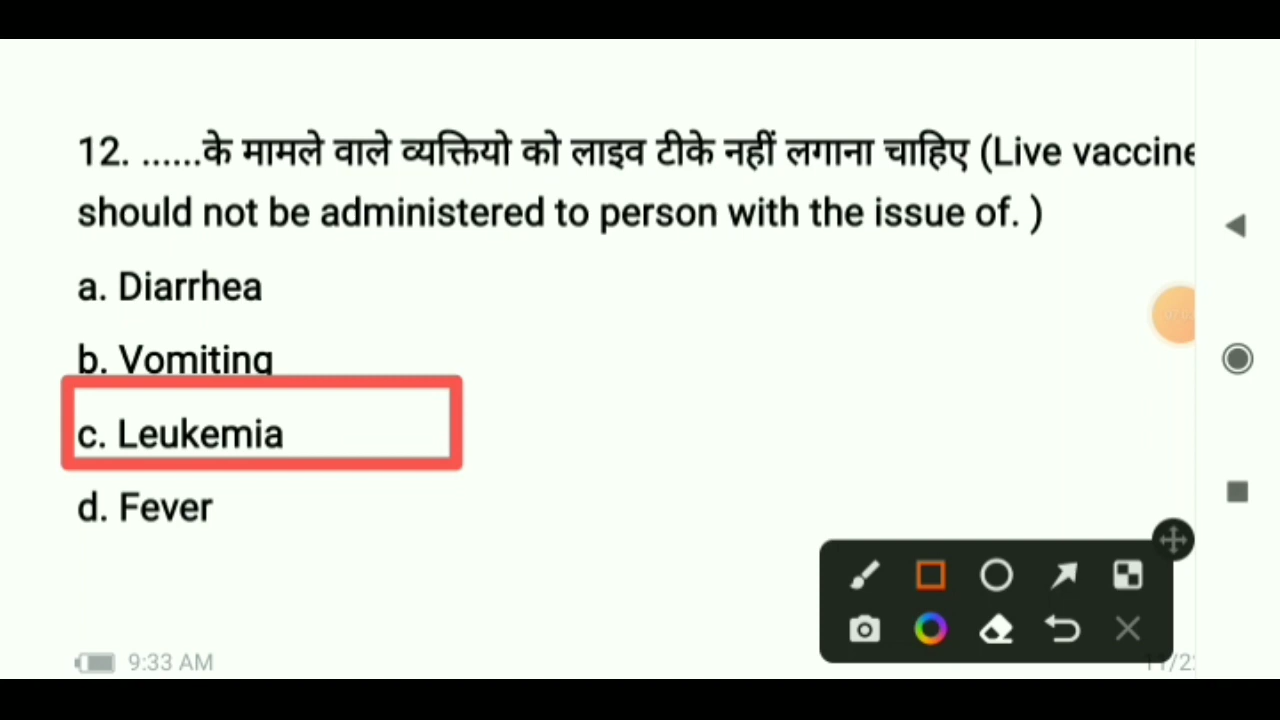 12. ......के मामले वाले व्यक्तियो को लाइव टीके नहीं लगाना चाहिए (Live vaccine
should not be administered to person with the issue of. )
a. Diarrhea
b. Vomiting
c. Leukemia
d. Fever
9:33 AM